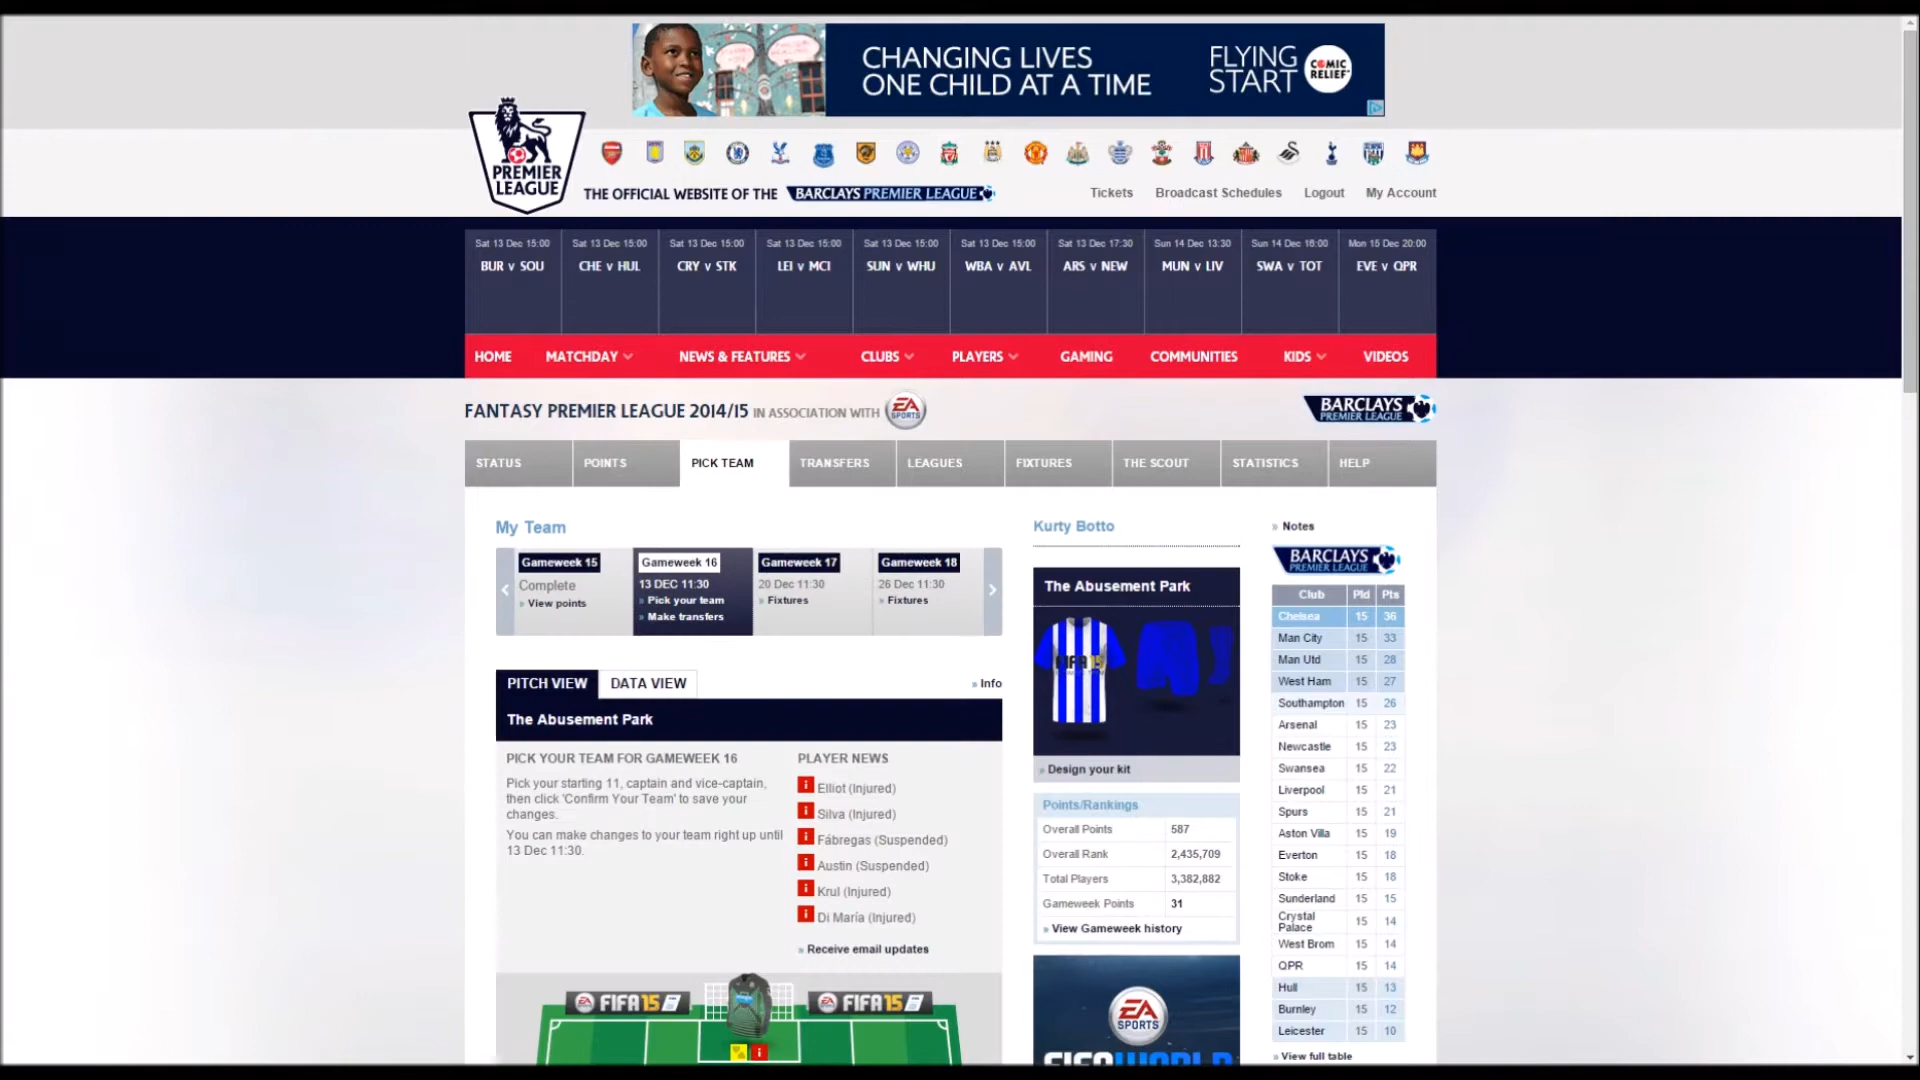 CHANGING LIVES
ONE CHILD AT A TIME
FLYING
START
COMIC
RELIEF
PREMIER
LEAGUE
THE OFFICIAL WEBSITE OF THE BARCLAYS PREMIER LEAGUE
Tickets Broadcast Schedules Logout My Account
Sat 13 Dec 15:00 Sat 13 Dec 15:00 Sat 13 Dec 15:00 Sat 13 Dec 15:00 Sat 13 Dec 15:00 Sat 13 Dec 15:00 Sat 13 Dec 17:30 Sun 14 Dec 13:30 Sun 14 Dec 16:00 Mon 15 Dec 20:00
BUR v SOU CHE v HUL CRY v STK LEI v MCI SUN v WHU WBA v AVL ARS v NEW MUN v LIV SWA v TOT EVE v QPR
HOME MATCHDAY NEWS & FEATURES CLUBS PLAYERS GAMING COMMUNITIES KIDS VIDEOS
FANTASY PREMIER LEAGUE 2014/15 IN ASSOCIATION WITH EA SPORTS
BARCLAYS
PREMIER LEAGUE
STATUS POINTS PICK TEAM TRANSFERS LEAGUES FIXTURES THE SCOUT STATISTICS HELP
My Team
Gameweek 15 Gameweek 16 Gameweek 17 Gameweek 18
Complete 13 DEC 11:30 20 Dec 11:30 26 Dec 11:30
» View points » Pick your team » Fixtures » Fixtures
» Make transfers
PITCH VIEW DATA VIEW » Info
The Abusement Park
PICK YOUR TEAM FOR GAMEWEEK 16
Pick your starting 11, captain and vice-captain,
then click 'Confirm Your Team' to save your
changes.
You can make changes to your team right up until
13 Dec 11:30.
PLAYER NEWS
i Elliot (Injured)
i Silva (Injured)
i Fábregas (Suspended)
i Austin (Suspended)
i Krul (Injured)
i Di María (Injured)
» Receive email updates
EA SPORTS FIFA 15 EA SPORTS FIFA 15
i
Kurty Botto
The Abusement Park
FIFA 15
» Design your kit
Points/Rankings
Overall Points 587
Overall Rank 2,435,709
Total Players 3,382,882
Gameweek Points 31
» View Gameweek history
EA
SPORTS
FIFA WORLD
» Notes
BARCLAYS
PREMIER LEAGUE
Club Pld Pts
Chelsea 15 36
Man City 15 33
Man Utd 15 28
West Ham 15 27
Southampton 15 26
Arsenal 15 23
Newcastle 15 23
Swansea 15 22
Liverpool 15 21
Spurs 15 21
Aston Villa 15 19
Everton 15 18
Stoke 15 18
Sunderland 15 15
Crystal
Palace 15 14
West Brom 15 14
QPR 15 14
Hull 15 13
Burnley 15 12
Leicester 15 10
» View full table